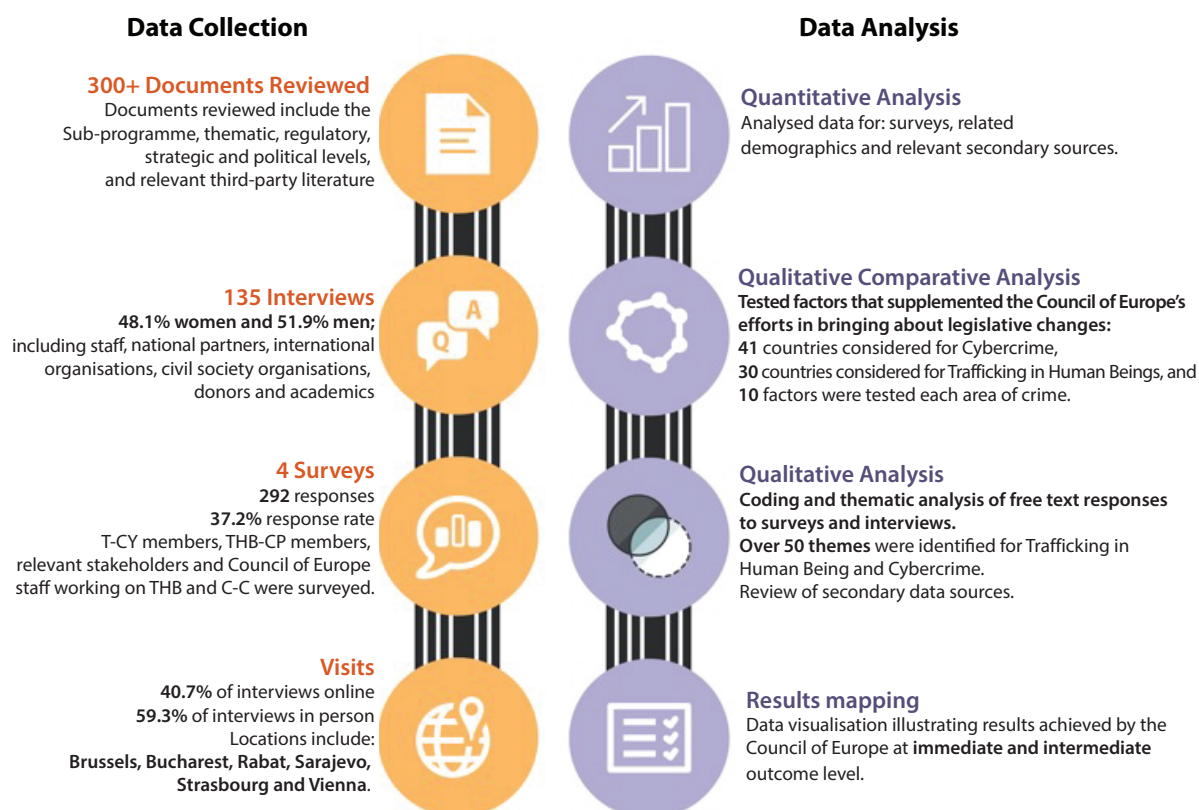 Data Collection
300+ Documents Reviewed
Documents reviewed include the
Sub-programme, thematic, regulatory,
strategic and political levels,
and relevant third-party literature
135 Interviews
48.1% women and 51.9% men;
including staff, national partners, international
organisations, civil society organisations,
donors and academics
A
Q
4 Surveys
292 responses
37.2% response rate
T-CY members, THB-CP members,
relevant stakeholders and Council of Europe
staff working on THB and C-C were surveyed.
Visits
40.7% of interviews online
59.3% of interviews in person
Locations include:
Brussels, Bucharest, Rabat, Sarajevo,
Strasbourg and Vienna.
Data Analysis
Quantitative Analysis
Analysed data for: surveys, related
demographics and relevant secondary sources.
Qualitative Comparative Analysis
Tested factors that supplemented the Council of Europe's
efforts in bringing about legislative changes:
41 countries considered for Cybercrime,
30 countries considered for Trafficking in Human Beings, and
10 factors were tested each area of crime.
Qualitative Analysis
Coding and thematic analysis of free text responses
to surveys and interviews.
Over 50 themes were identified for Trafficking in
Human Being and Cybercrime.
Review of secondary data sources.
Results mapping
Data visualisation illustrating results achieved by the
Council of Europe at immediate and intermediate
outcome level.